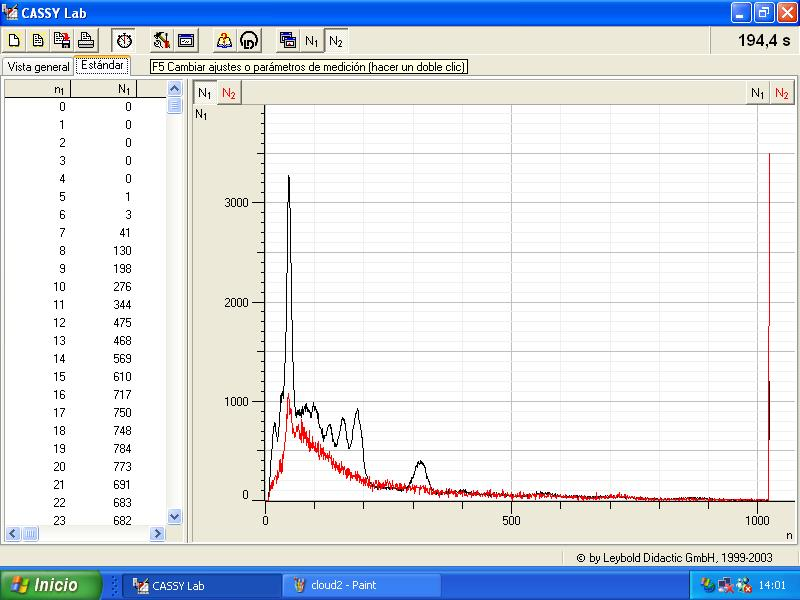 CASSY Lab
N1 N2
194,4 s
Vista general Estándar
F5 Cambiar ajustes o parámetros de medición (hacer un doble clic)
n1 N1
0 0
1 0
2 0
3 0
4 0
5 1
6 3
7 41
8 130
9 198
10 276
11 344
12 475
13 468
14 569
15 610
16 717
17 750
18 748
19 784
20 773
21 691
22 683
23 682
N1 N2
N1 N2
N1
3000
2000
1000
0
0 500 1000
n
© by Leybold Didactic GmbH, 1999-2003
Inicio CASSY Lab cloud2 - Paint 14:01